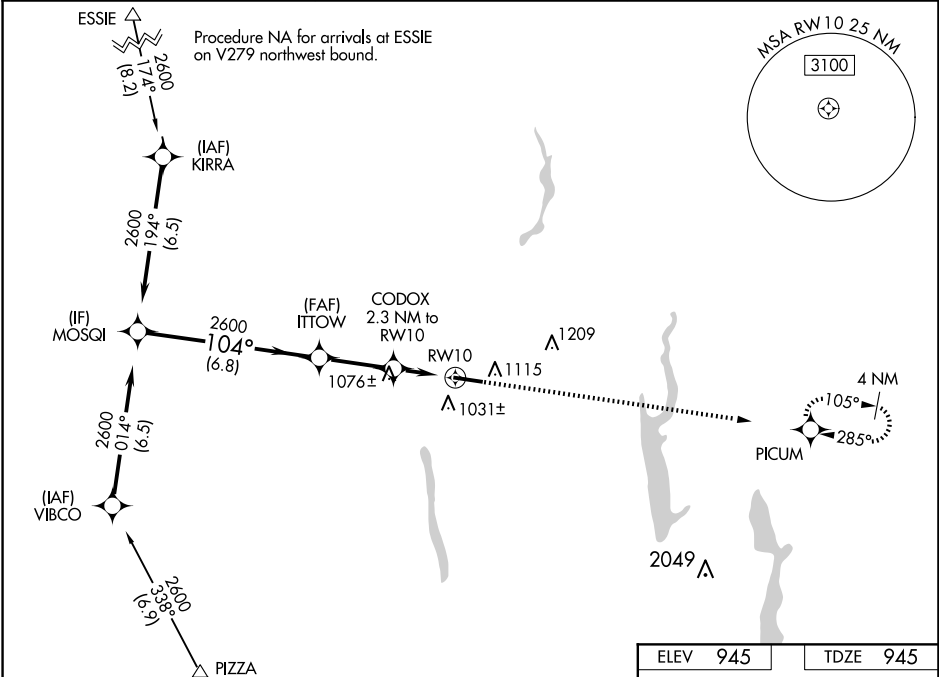 ESSIE
Procedure NA for arrivals at ESSIE
on V279 northwest bound.
MSA RW10 25 NM
3100
2600
174°
(8.2)
(IAF)
KIRRA
2600
194°
(6.5)
(IF)
MOSQI
2600
104°
(6.8)
(FAF)
ITTOW
CODOX
2.3 NM to
RW10
1076±
RW10
1209
1115
1031±
4 NM
105°
285°
PICUM
2600
014°
(6.5)
(IAF)
VIBCO
2600
338°
(6.9)
PIZZA
2049
ELEV 945
TDZE 945